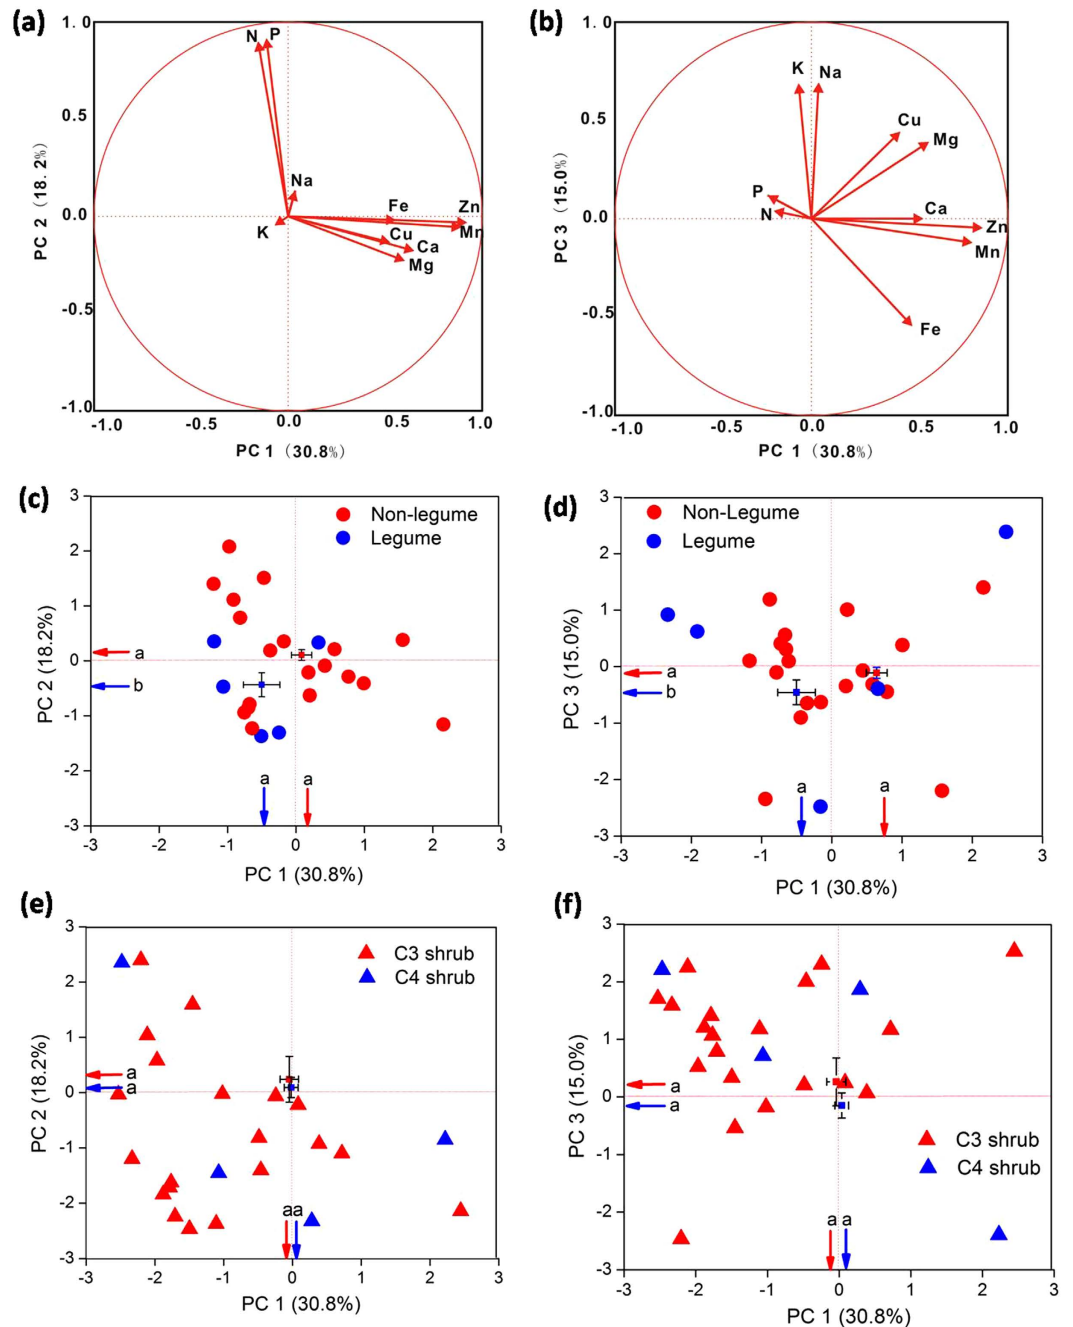 (a)
1.0
0.5
0.0
-0.5
-1.0
PC 2 (18.2%)
N P
Na
K
Fe
Zn
Mn
Cu
Ca
Mg
-1.0 0.0 0.5 1.0
PC 1 (30.8%)
(b)
1.0
0.5
0.0
-0.5
-1.0
PC 3 (15.0%)
K Na
Cu
Mg
P
N
Ca
Zn
Mn
Fe
-1.0 0.0 0.5 1.0
PC 1 (30.8%)
(c)
3
2
1
0
-1
-2
-3
PC 2 (18.2%)
Non-legume
Legume
a
b
a a
-3 -2 -1 0 1 2 3
PC 1 (30.8%)
(d)
3
2
1
0
-1
-2
-3
PC 3 (15.0%)
Non-Legume
Legume
a
b
a a
-3 -2 -1 0 1 2 3
PC 1 (30.8%)
(e)
3
2
1
0
-1
-2
-3
PC 2 (18.2%)
C3 shrub
C4 shrub
a
a
aa
-3 -2 -1 0 1 2 3
PC 1 (30.8%)
(f)
3
2
1
0
-1
-2
-3
PC 3 (15.0%)
a
a
C3 shrub
C4 shrub
a a
-3 -2 -1 0 1 2 3
PC 1 (30.8%)